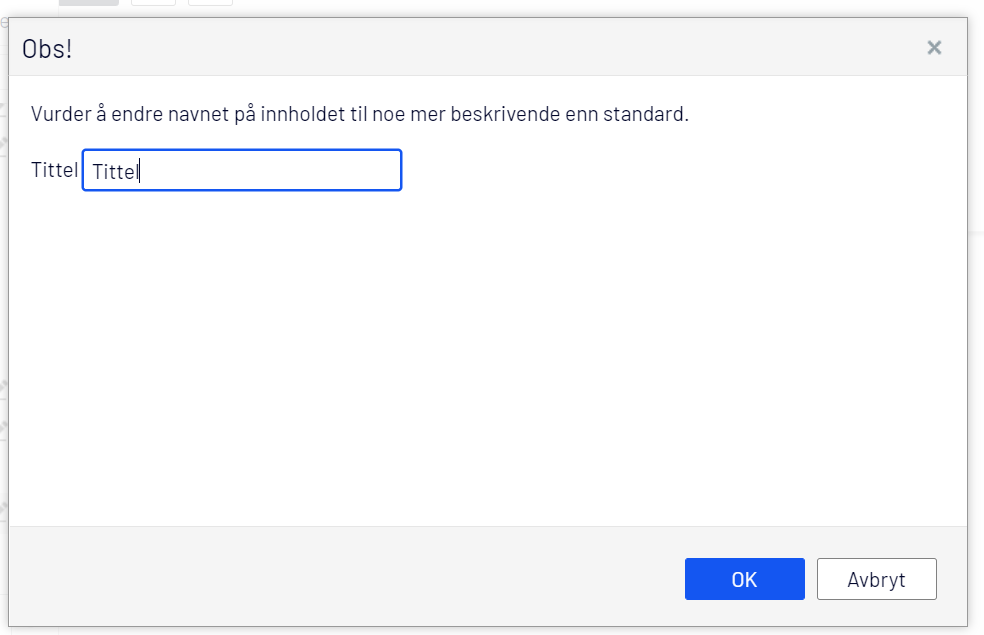 Obs!
Vurder å endre navnet på innholdet til noe mer beskrivende enn standard.
Tittel Tittel
OK Avbryt